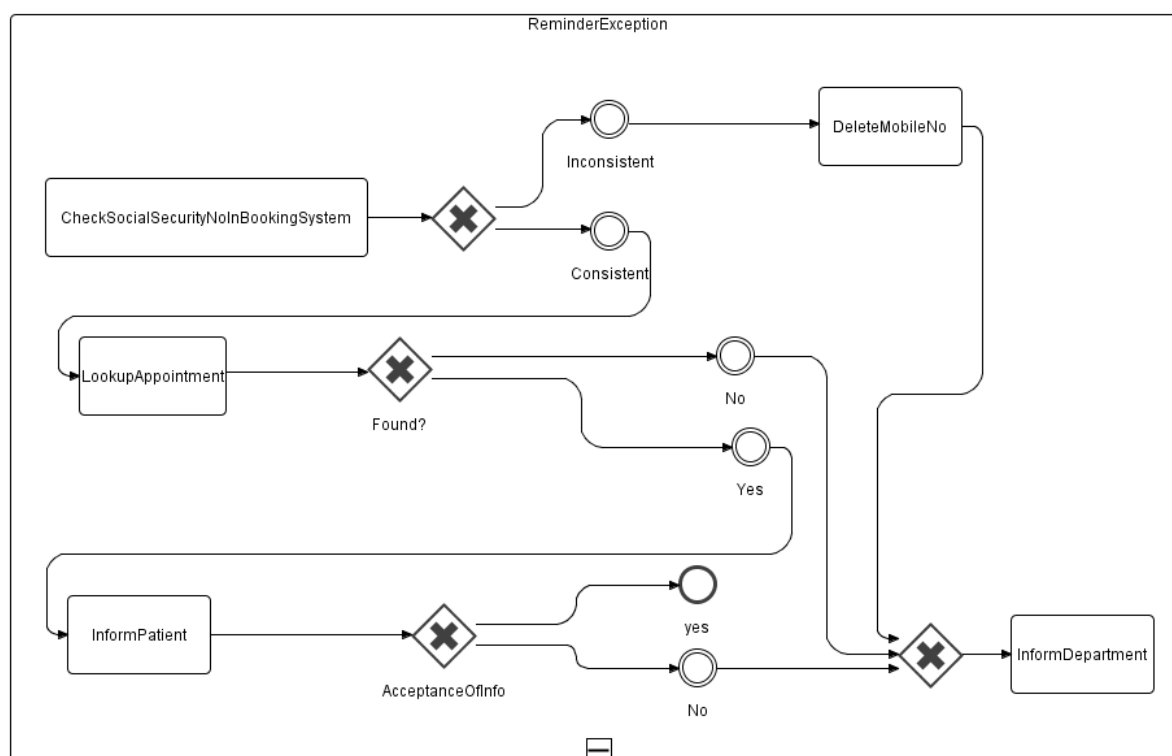 ReminderException
DeleteMobileNo
Inconsistent
CheckSocialSecurityNoInBookingSystem
Consistent
LookupAppointment
No
Found?
Yes
yes
InformPatient
InformDepartment
AcceptanceOfInfo
No